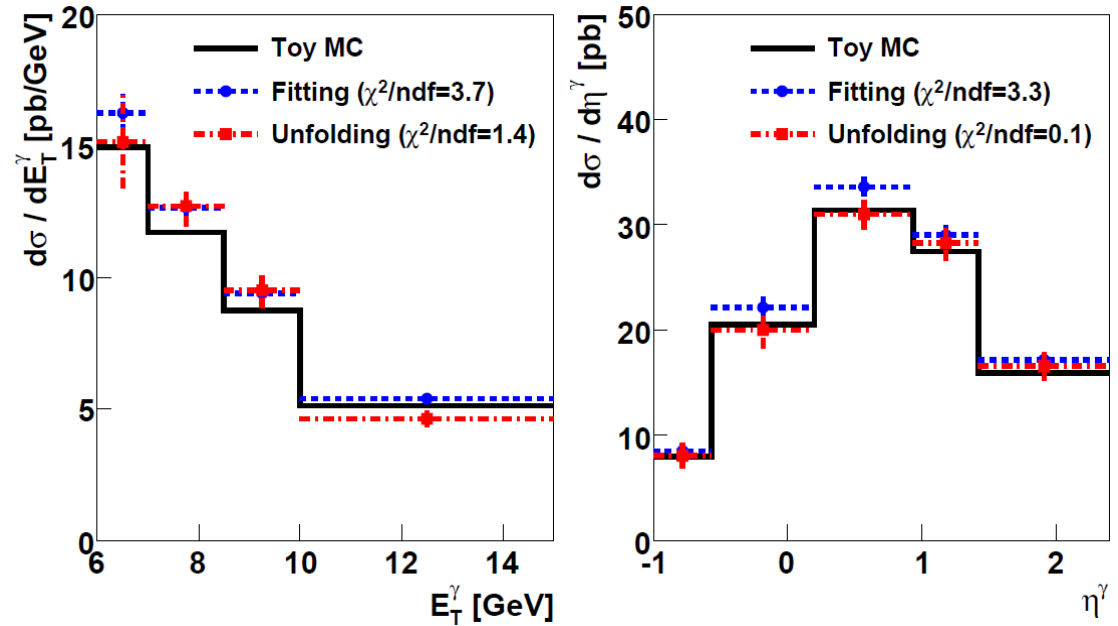 dσ / dE_T^γ [pb/GeV]
20
15
10
5
0
Toy MC
Fitting (χ²/ndf=3.7)
Unfolding (χ²/ndf=1.4)
6 8 10 12 14
E_T^γ [GeV]
dσ / dη^γ [pb]
50
40
30
20
10
0
Toy MC
Fitting (χ²/ndf=3.3)
Unfolding (χ²/ndf=0.1)
-1 0 1 2
η^γ